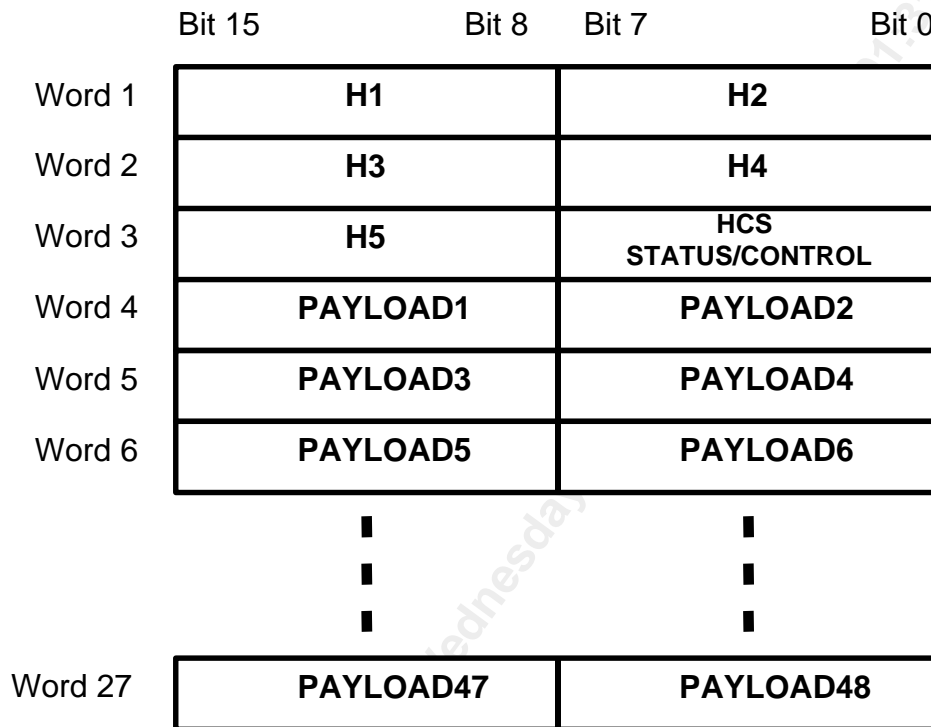 Bit 15 Bit 8 Bit 7 Bit 0
Word 1 H1 H2
Word 2 H3 H4
Word 3 H5 HCS
STATUS/CONTROL
Word 4 PAYLOAD1 PAYLOAD2
Word 5 PAYLOAD3 PAYLOAD4
Word 6 PAYLOAD5 PAYLOAD6
Word 27 PAYLOAD47 PAYLOAD48